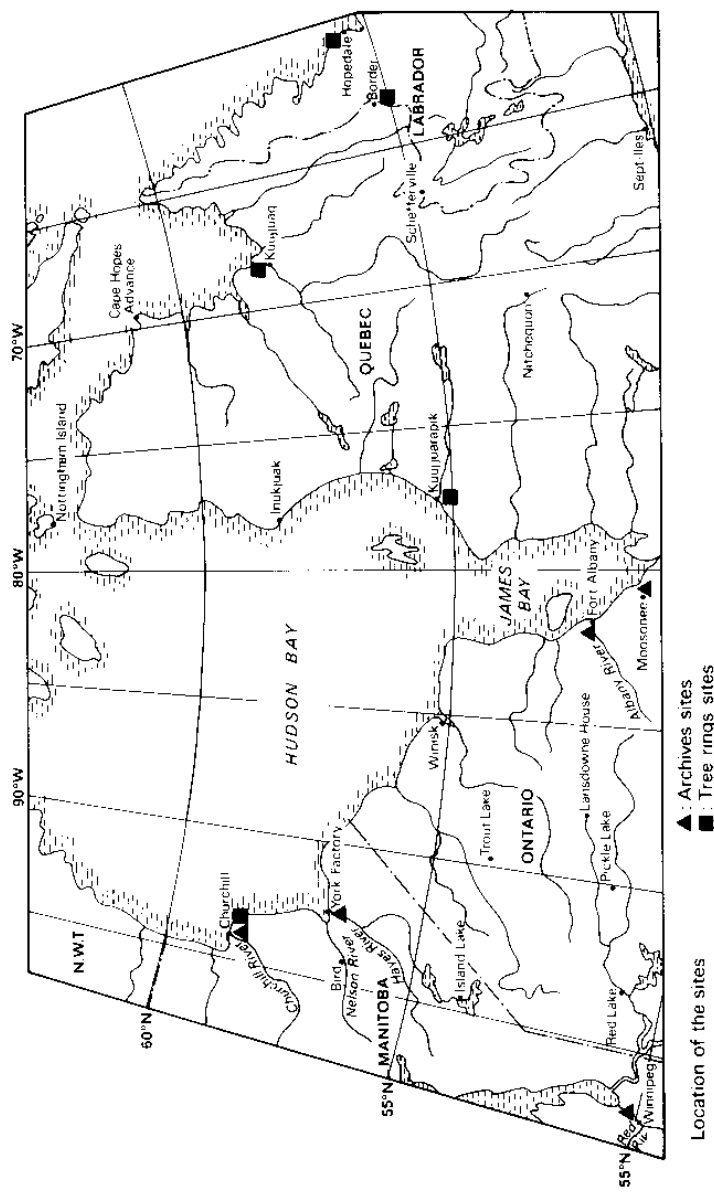 90°W
80°W
70°W
N.W.T
60°N
Churchill
Churchill River
HUDSON BAY
Nottingham Island
Cape Hopes
Advance
Inukjuak
Kuujjuaq
Hopedale
Border
LABRADOR
Schefferville
QUEBEC
York Factory
Bird
Nelson River
Hayes River
MANITOBA
55°N
Island Lake
Winisk
Trout Lake
ONTARIO
JAMES
BAY
Kuujjuarapik
Nitchequon
Sept-Iles
Lansdowne House
Pickle Lake
Albany River
Fort Albany
Moosonee
Red Lake
Winnipeg
Red
Riv
55°N
Location of the sites
▲: Archives sites
■: Tree rings sites